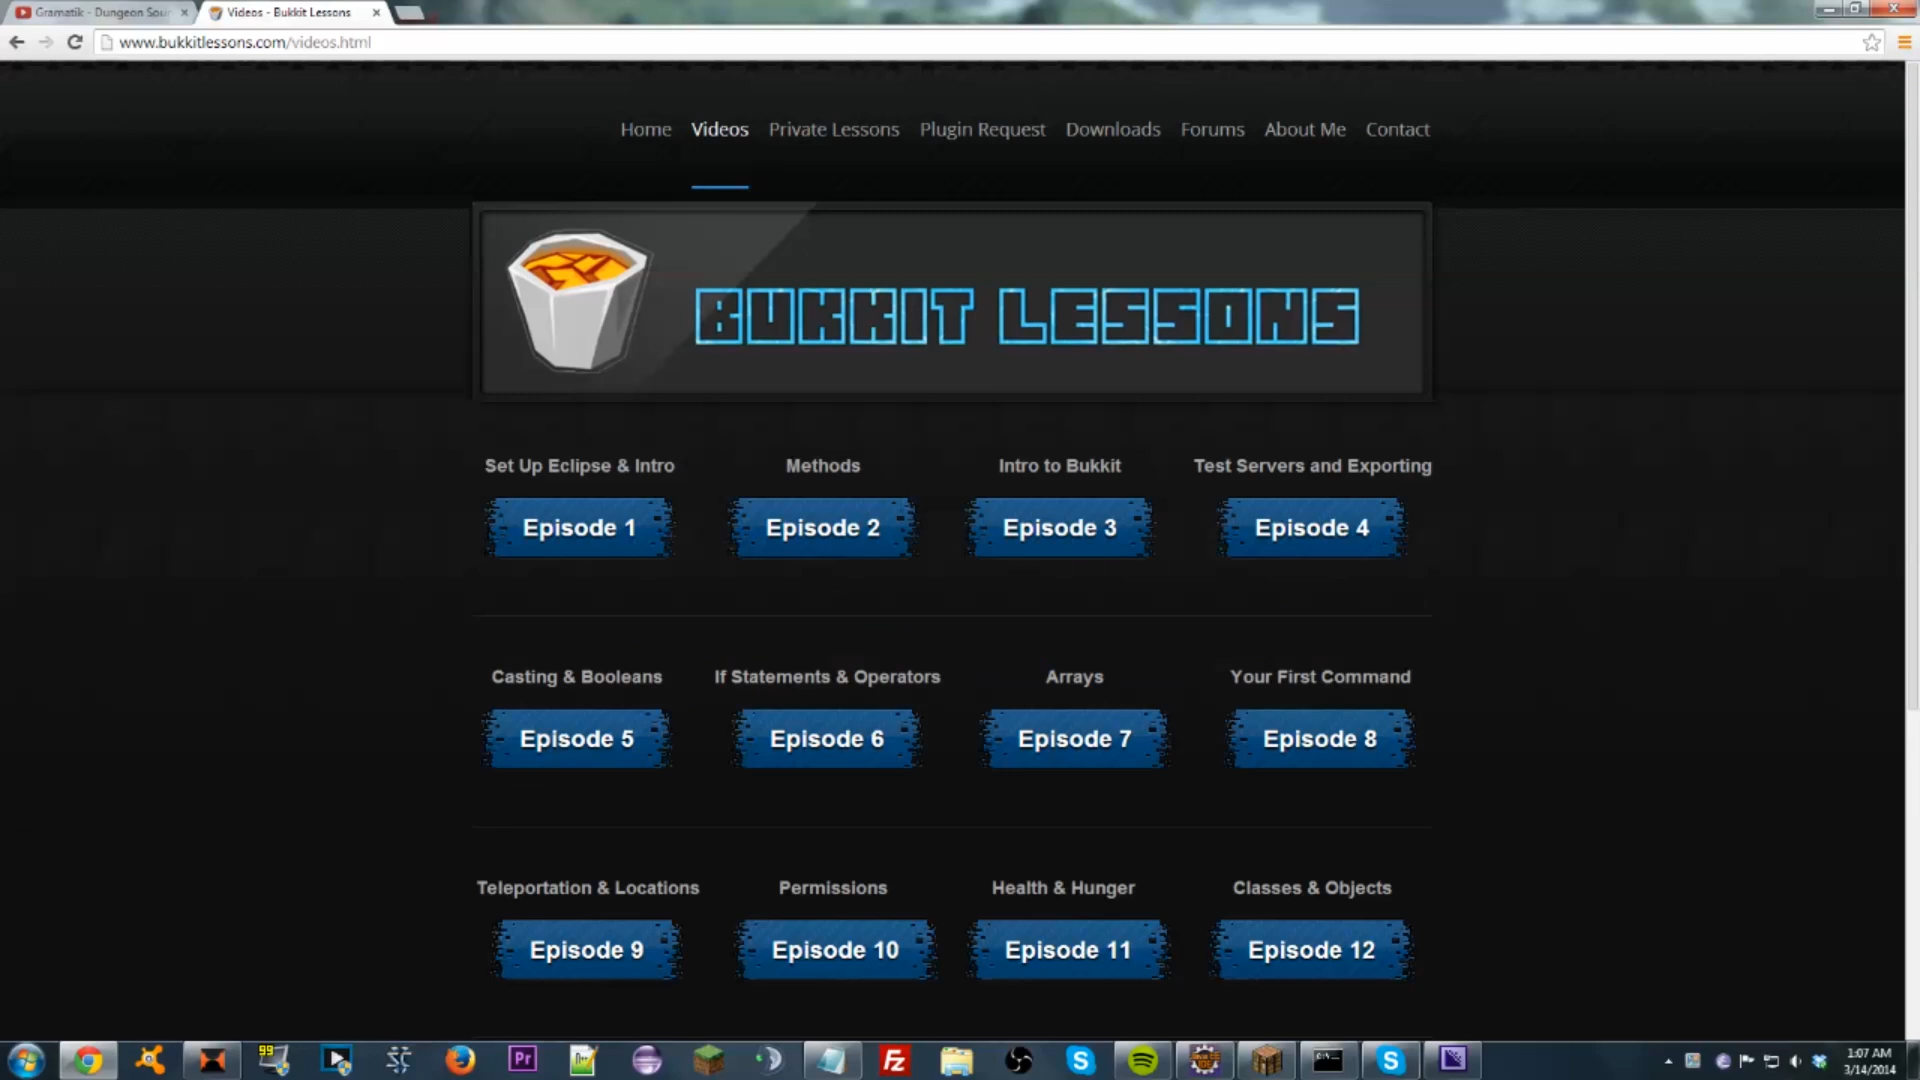 Gramatik - Dungeon Sour
Videos - Bukkit Lessons
www.bukkitlessons.com/videos.html
Home Videos Private Lessons Plugin Request Downloads Forums About Me Contact
BUKKIT LESSONS
Set Up Eclipse & Intro Methods Intro to Bukkit Test Servers and Exporting
Episode 1 Episode 2 Episode 3 Episode 4
Casting & Booleans If Statements & Operators Arrays Your First Command
Episode 5 Episode 6 Episode 7 Episode 8
Teleportation & Locations Permissions Health & Hunger Classes & Objects
Episode 9 Episode 10 Episode 11 Episode 12
99
Pr
Fz
1:07 AM
3/14/2014